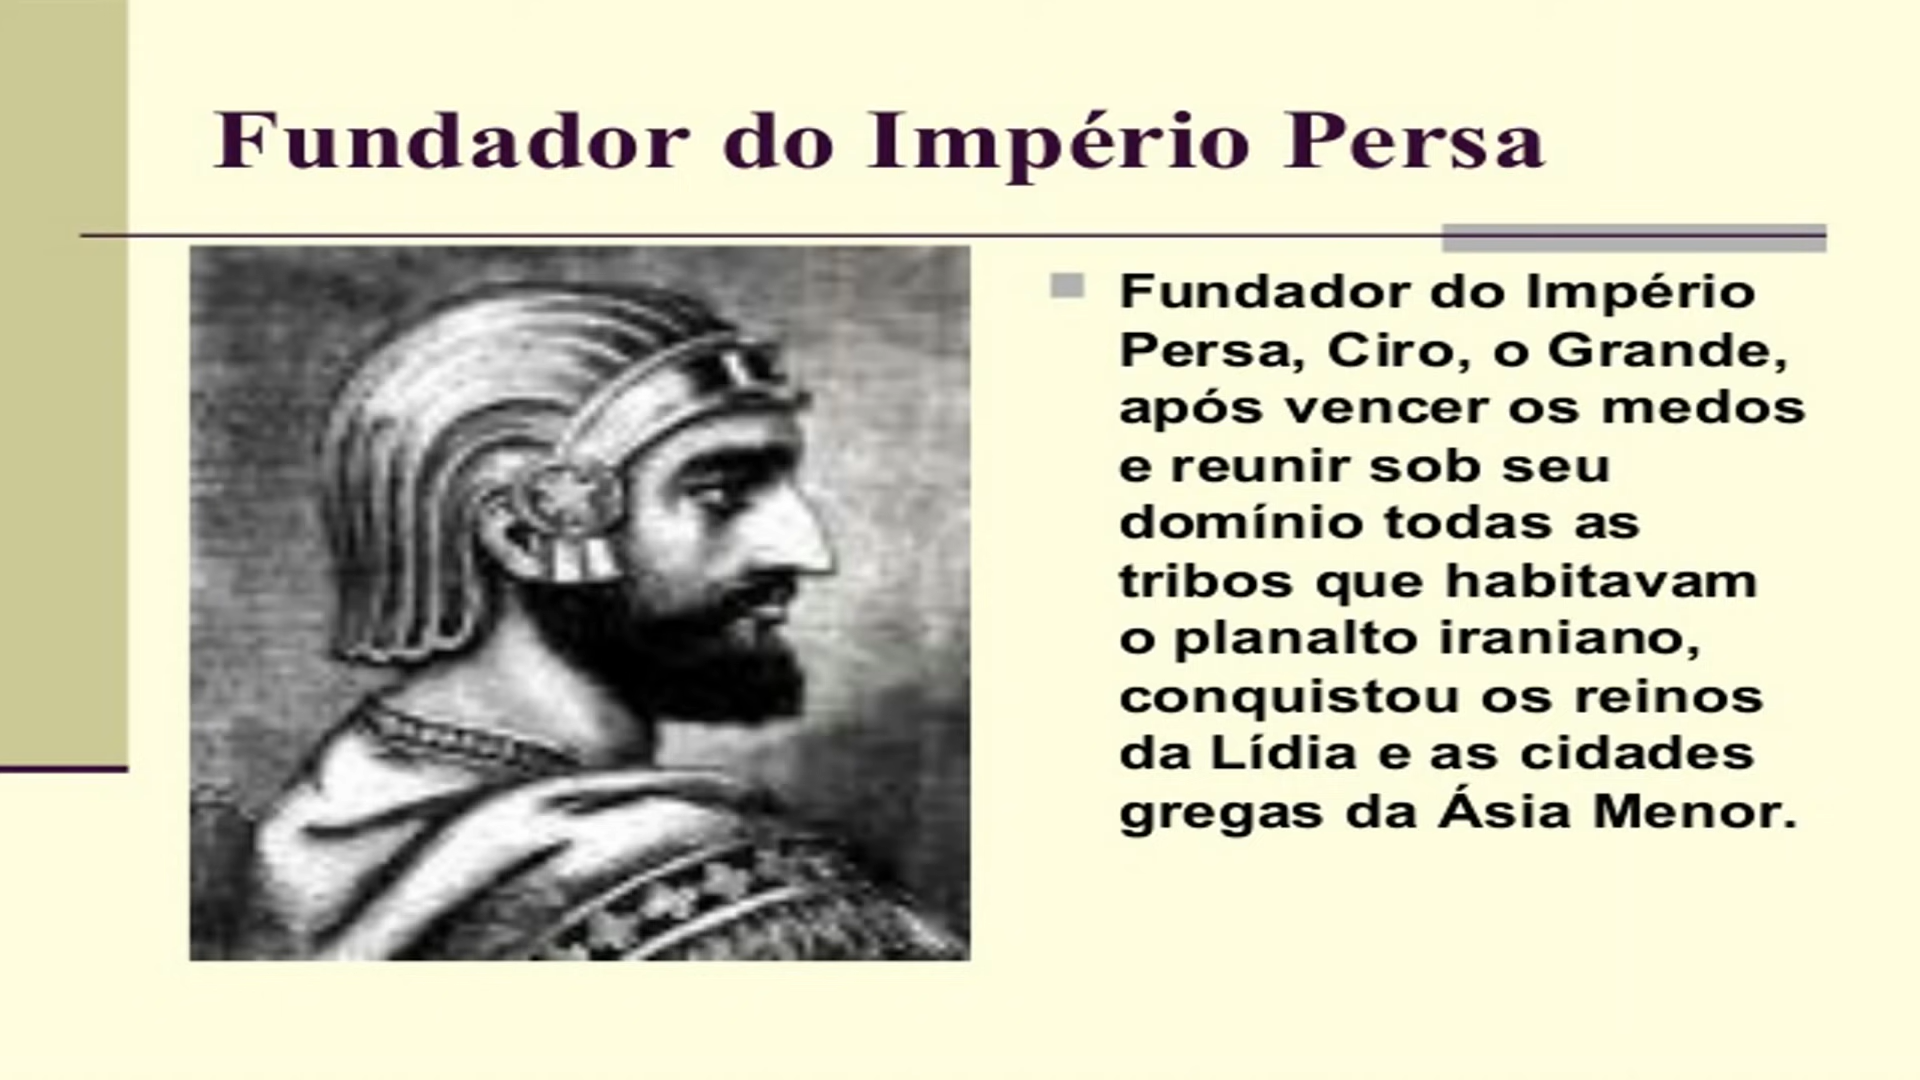 Fundador do Império Persa
Fundador do Império
Persa, Ciro, o Grande,
após vencer os medos
e reunir sob seu
domínio todas as
tribos que habitavam
o planalto iraniano,
conquistou os reinos
da Lídia e as cidades
gregas da Ásia Menor.